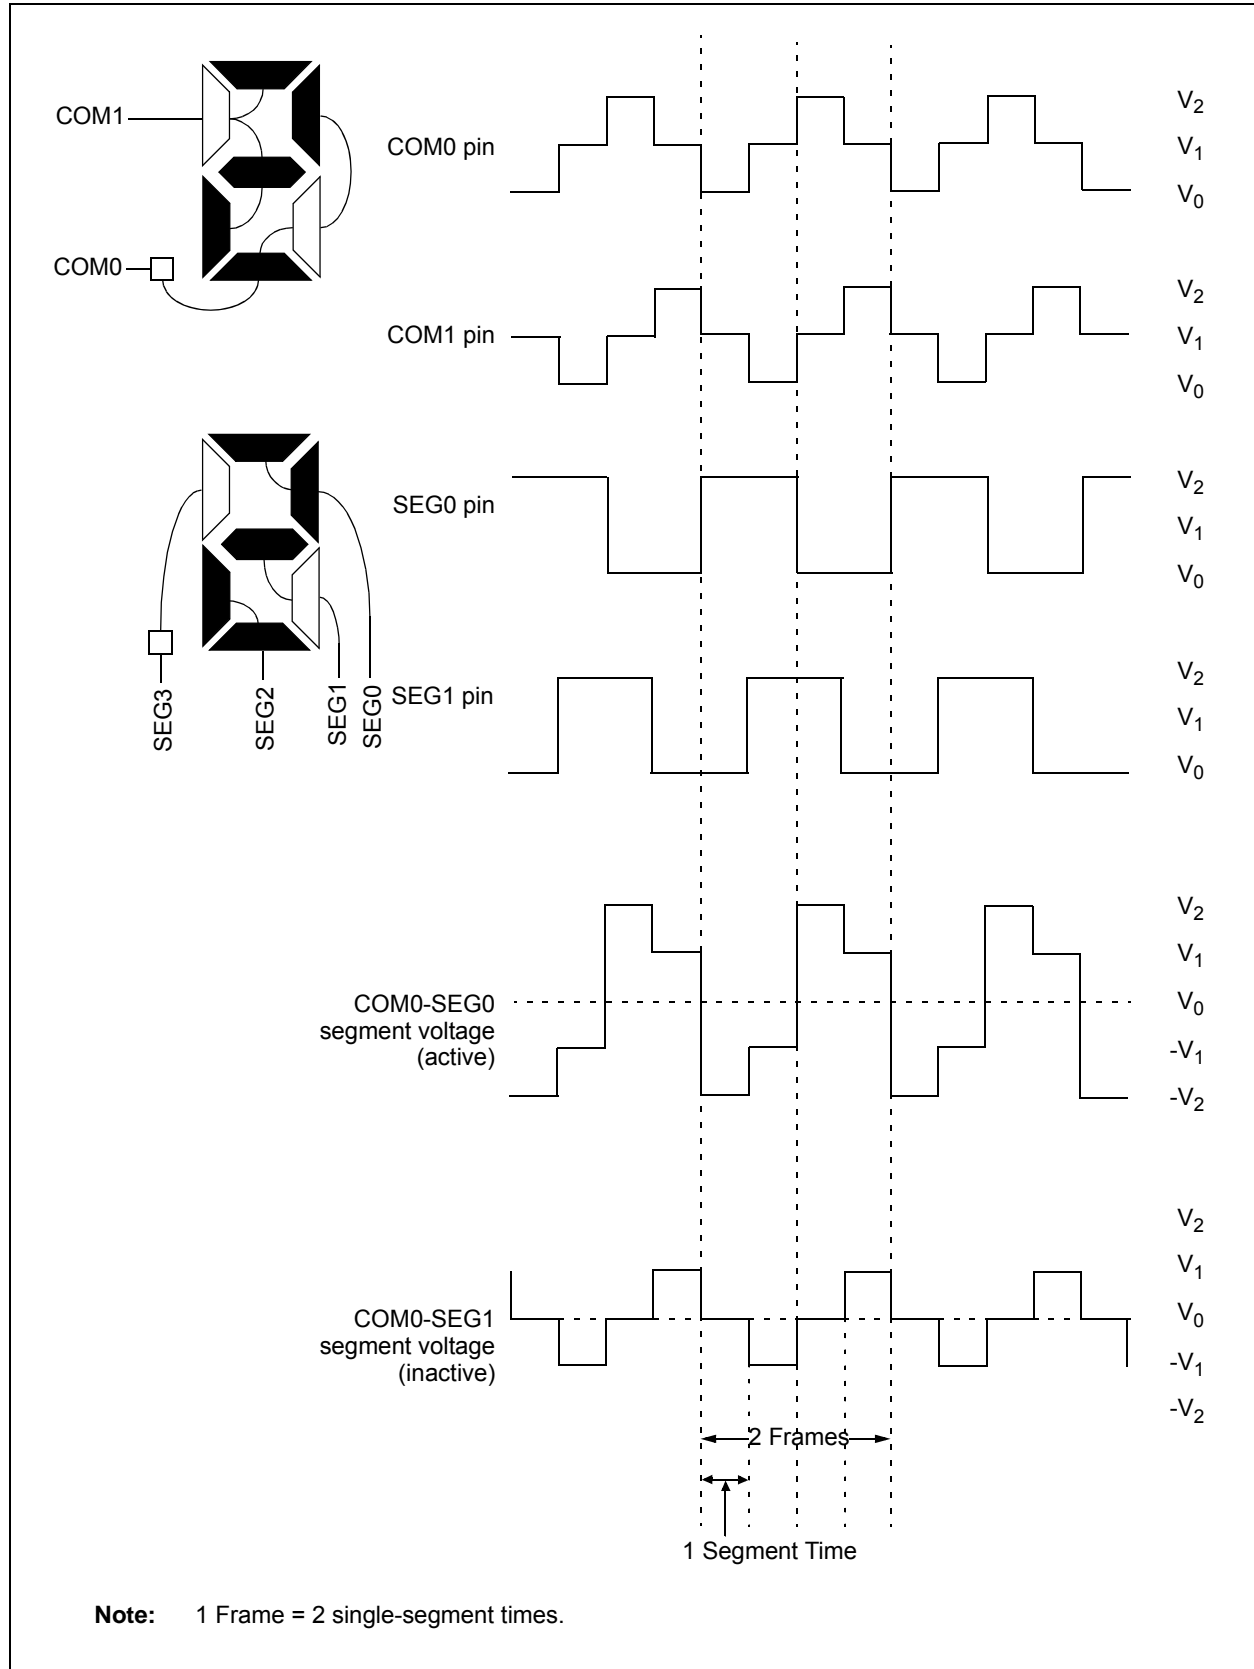 COM1
COM0
COM0 pin
V2
V1
V0
COM1 pin
V2
V1
V0
SEG0 pin
V2
V1
V0
SEG3
SEG2
SEG1
SEG0
SEG1 pin
V2
V1
V0
COM0-SEG0
segment voltage
(active)
V2
V1
V0
-V1
-V2
COM0-SEG1
segment voltage
(inactive)
V2
V1
V0
-V1
-V2
2 Frames
1 Segment Time
Note: 1 Frame = 2 single-segment times.